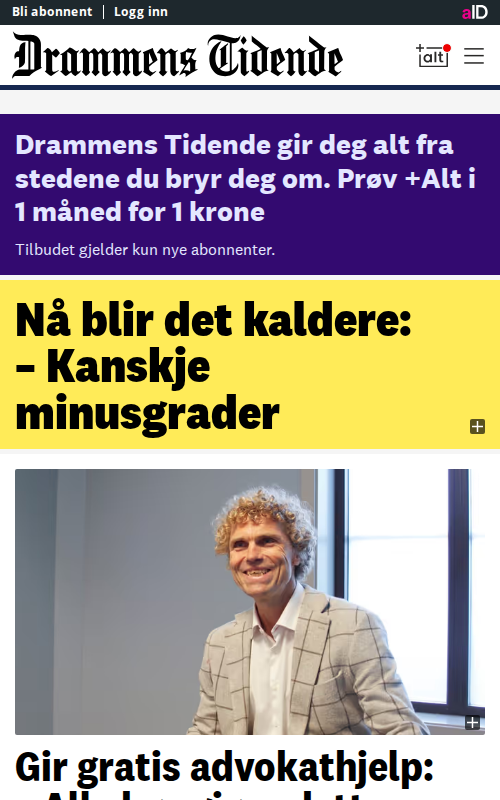 Bli abonnent | Logg inn
aID
Drammens Tidende
+alt
Drammens Tidende gir deg alt fra
stedene du bryr deg om. Prøv +Alt i
1 måned for 1 krone
Tilbudet gjelder kun nye abonnenter.
Nå blir det kaldere:
– Kanskje
minusgrader
Gir gratis advokathjelp: